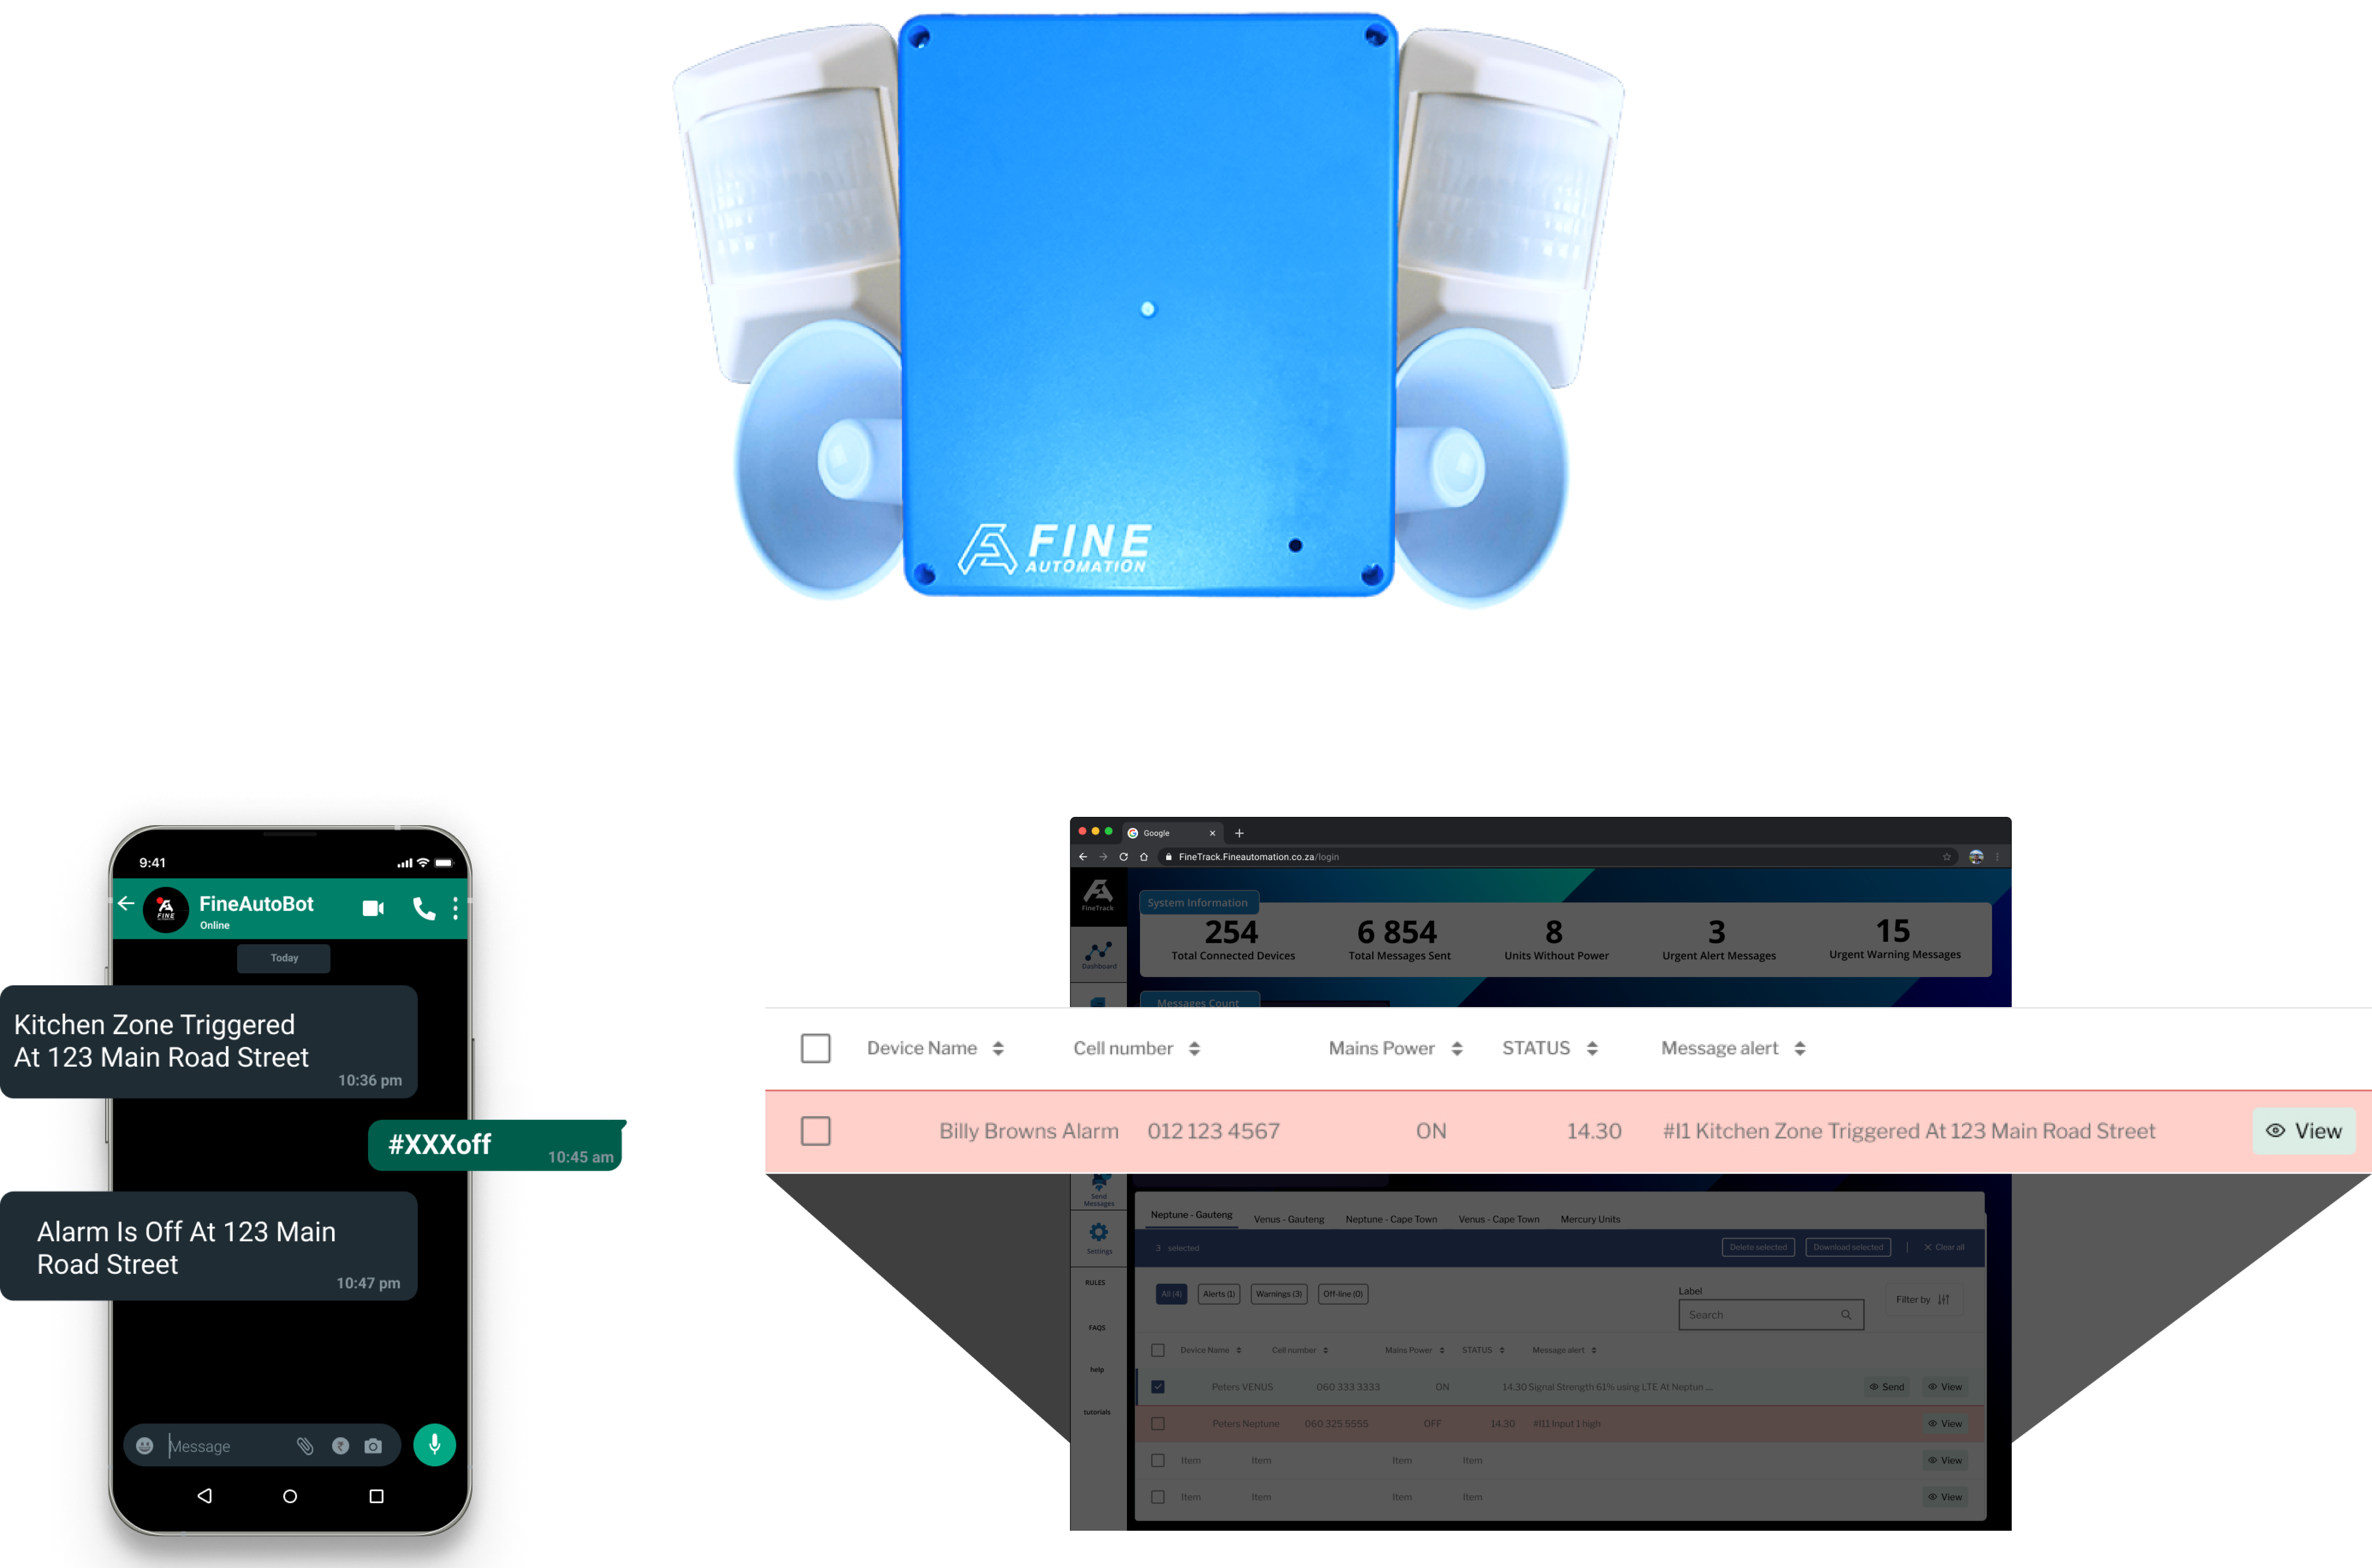 FINE
AUTOMATION
9:41
FineAutoBot
Online
FINE
Today
Kitchen Zone Triggered
At 123 Main Road Street
10:36 pm
#XXXoff
10:45 am
Alarm Is Off At 123 Main
Road Street
10:47 pm
Message
Google
FineTrack.Fineautomation.co.za/login
FineTrack
Dashboard
System Information
254
Total Connected Devices
6 854
Total Messages Sent
8
Units Without Power
3
Urgent Alert Messages
15
Urgent Warning Messages
Messages Count
Device Name Cell number Mains Power STATUS Message alert
Billy Browns Alarm 012 123 4567 ON 14.30 #I1 Kitchen Zone Triggered At 123 Main Road Street View
Send
Messages
Settings
RULES
FAQS
help
tutorials
Neptune - Gauteng Venus - Gauteng Neptune - Cape Town Venus - Cape Town Mercury Units
3 selected Delete selected Download selected Clear all
All (4) Alerts (1) Warnings (3) Off-line (0)
Label
Search
Filter by
Device Name Cell number Mains Power STATUS Message alert
Peters VENUS 060 333 3333 ON 14.30 Signal Strength 61% using LTE At Neptun ... Send View
Peters Neptune 060 325 5555 OFF 14.30 #I11 Input 1 high View
Item Item Item Item View
Item Item Item Item View